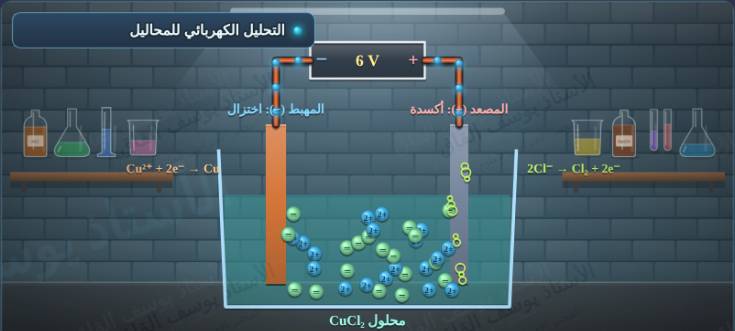 التحليل الكهربائي للمحاليل
− 6 V +
المهبط (−): اختزال
المصعد (+): أكسدة
Cu²⁺ + 2e⁻ → Cu
2Cl⁻ → Cl₂ + 2e⁻
محلول CuCl₂